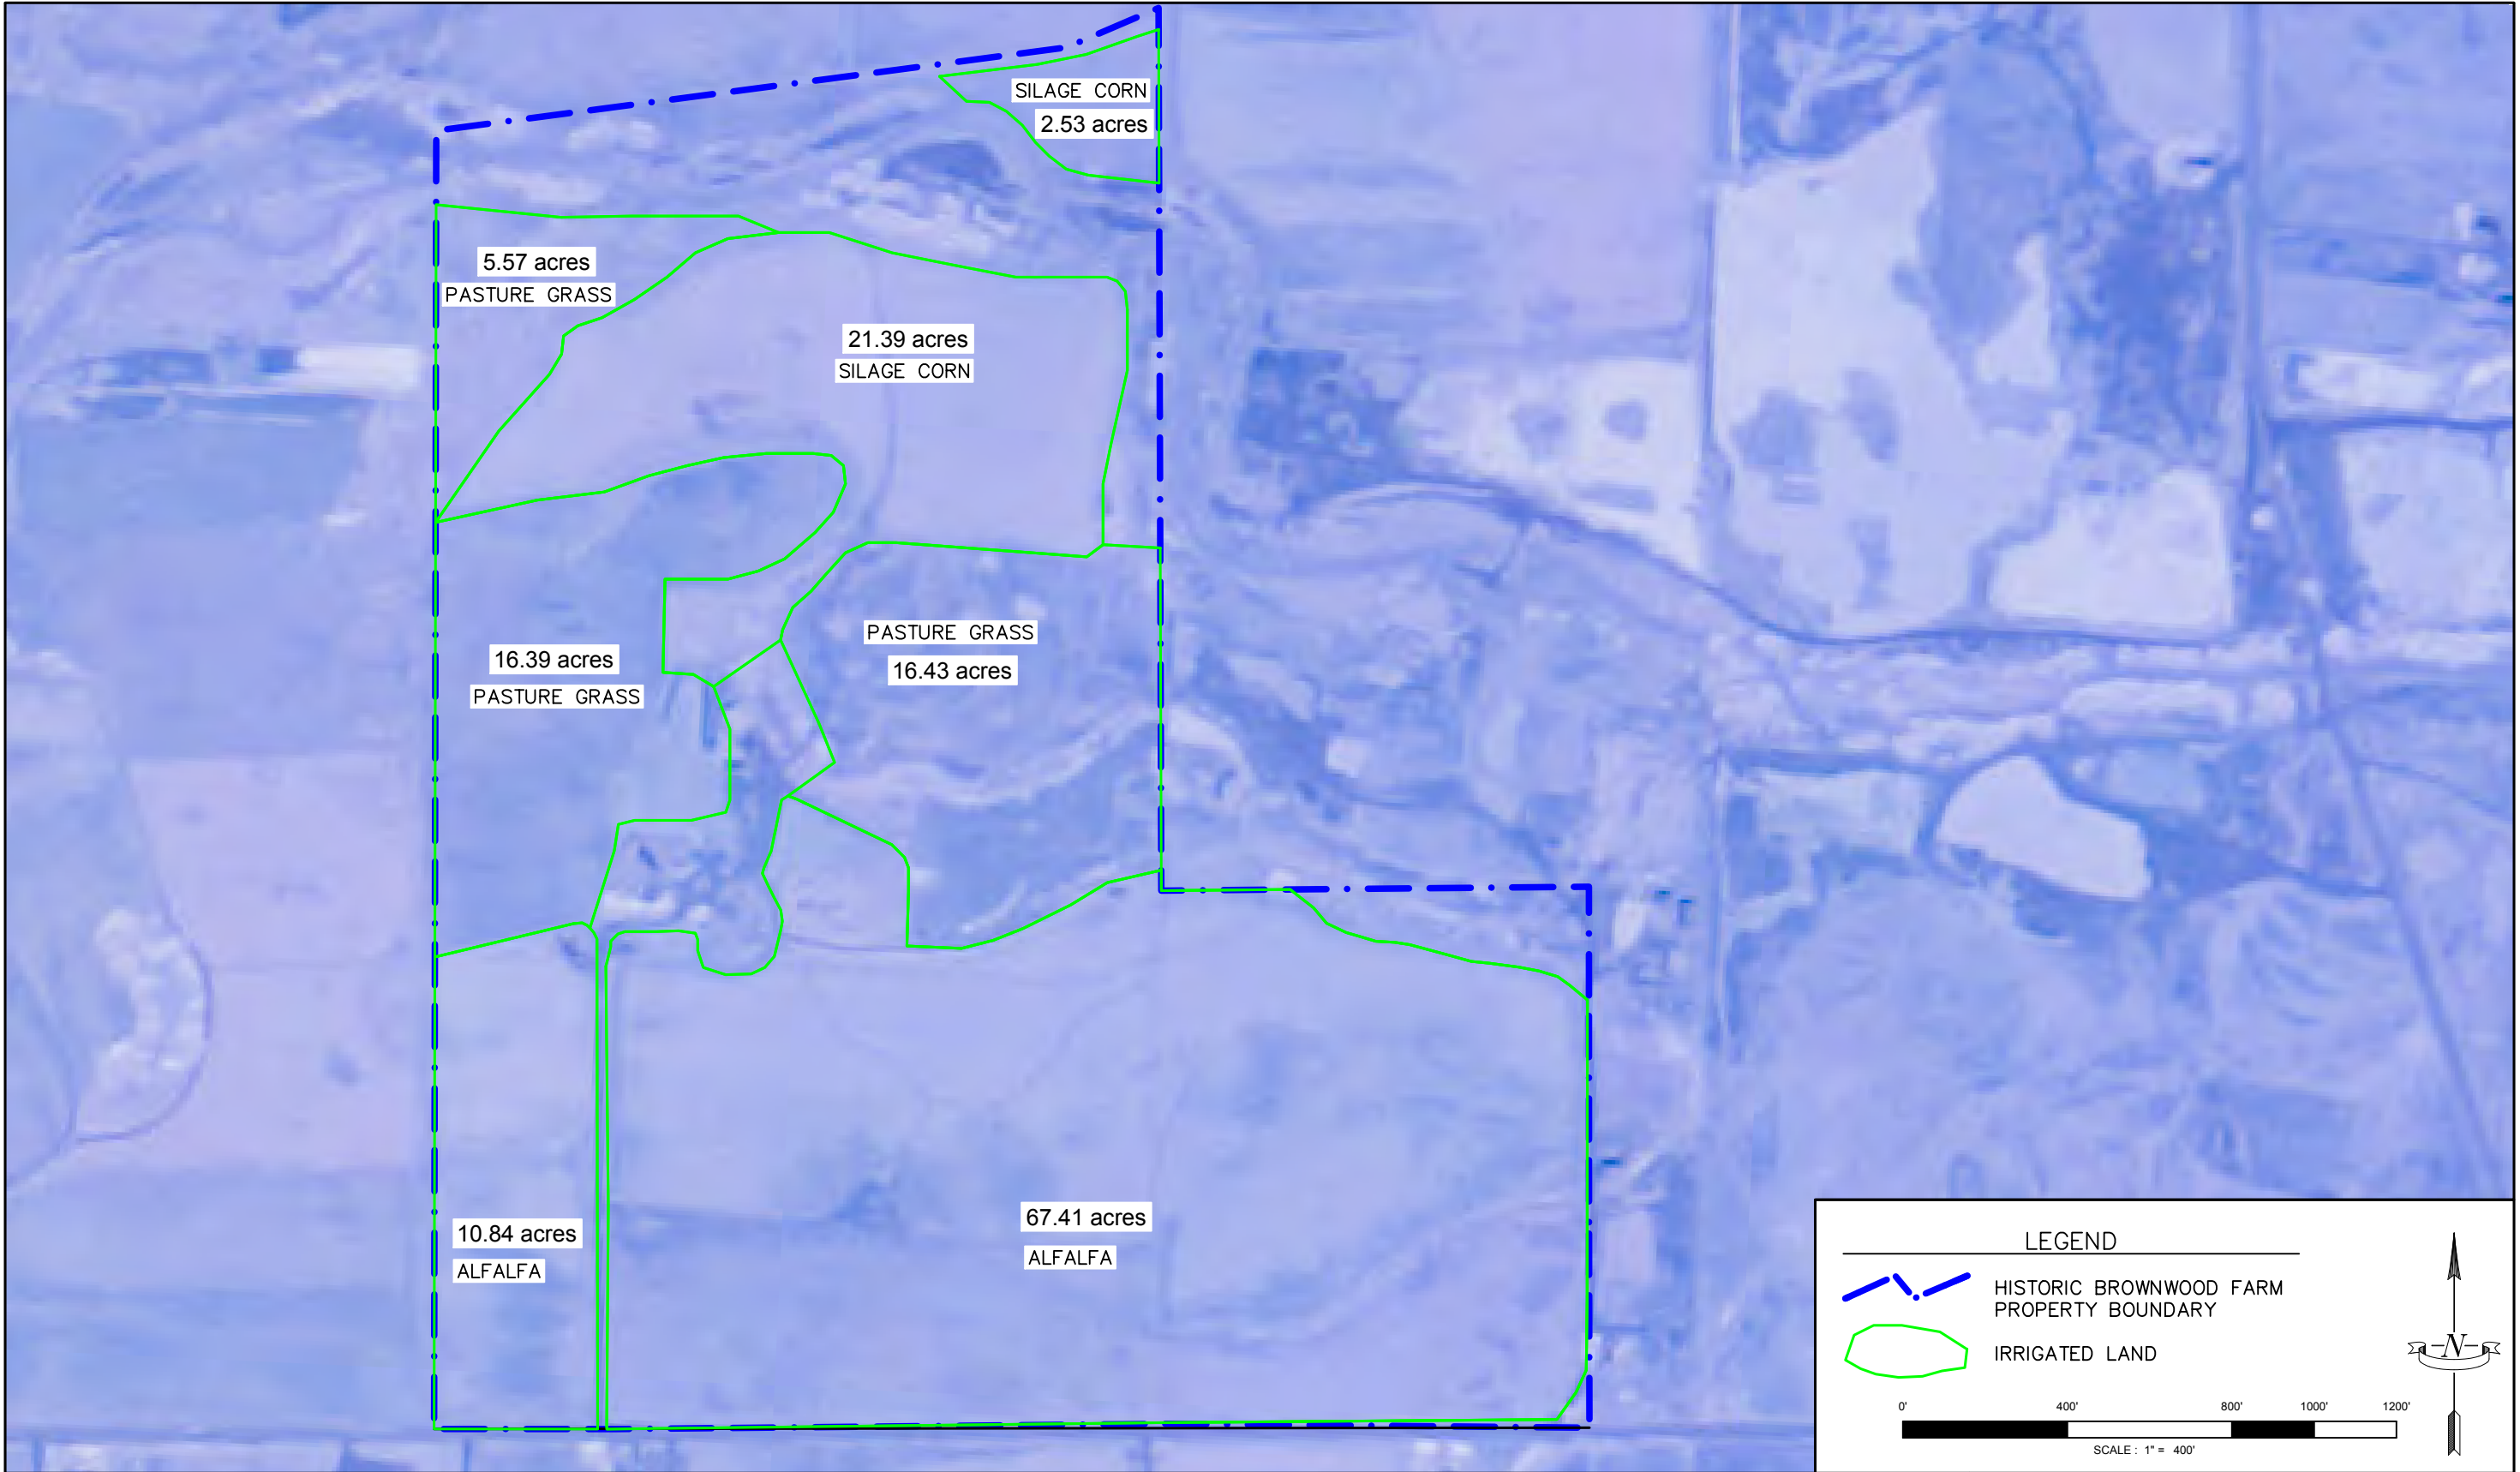 SILAGE CORN
2.53 acres
5.57 acres
PASTURE GRASS
21.39 acres
SILAGE CORN
PASTURE GRASS
16.43 acres
16.39 acres
PASTURE GRASS
67.41 acres
ALFALFA
10.84 acres
ALFALFA
LEGEND
HISTORIC BROWNWOOD FARM
PROPERTY BOUNDARY
IRRIGATED LAND
N
0' 400' 800' 1000' 1200'
SCALE : 1" = 400'